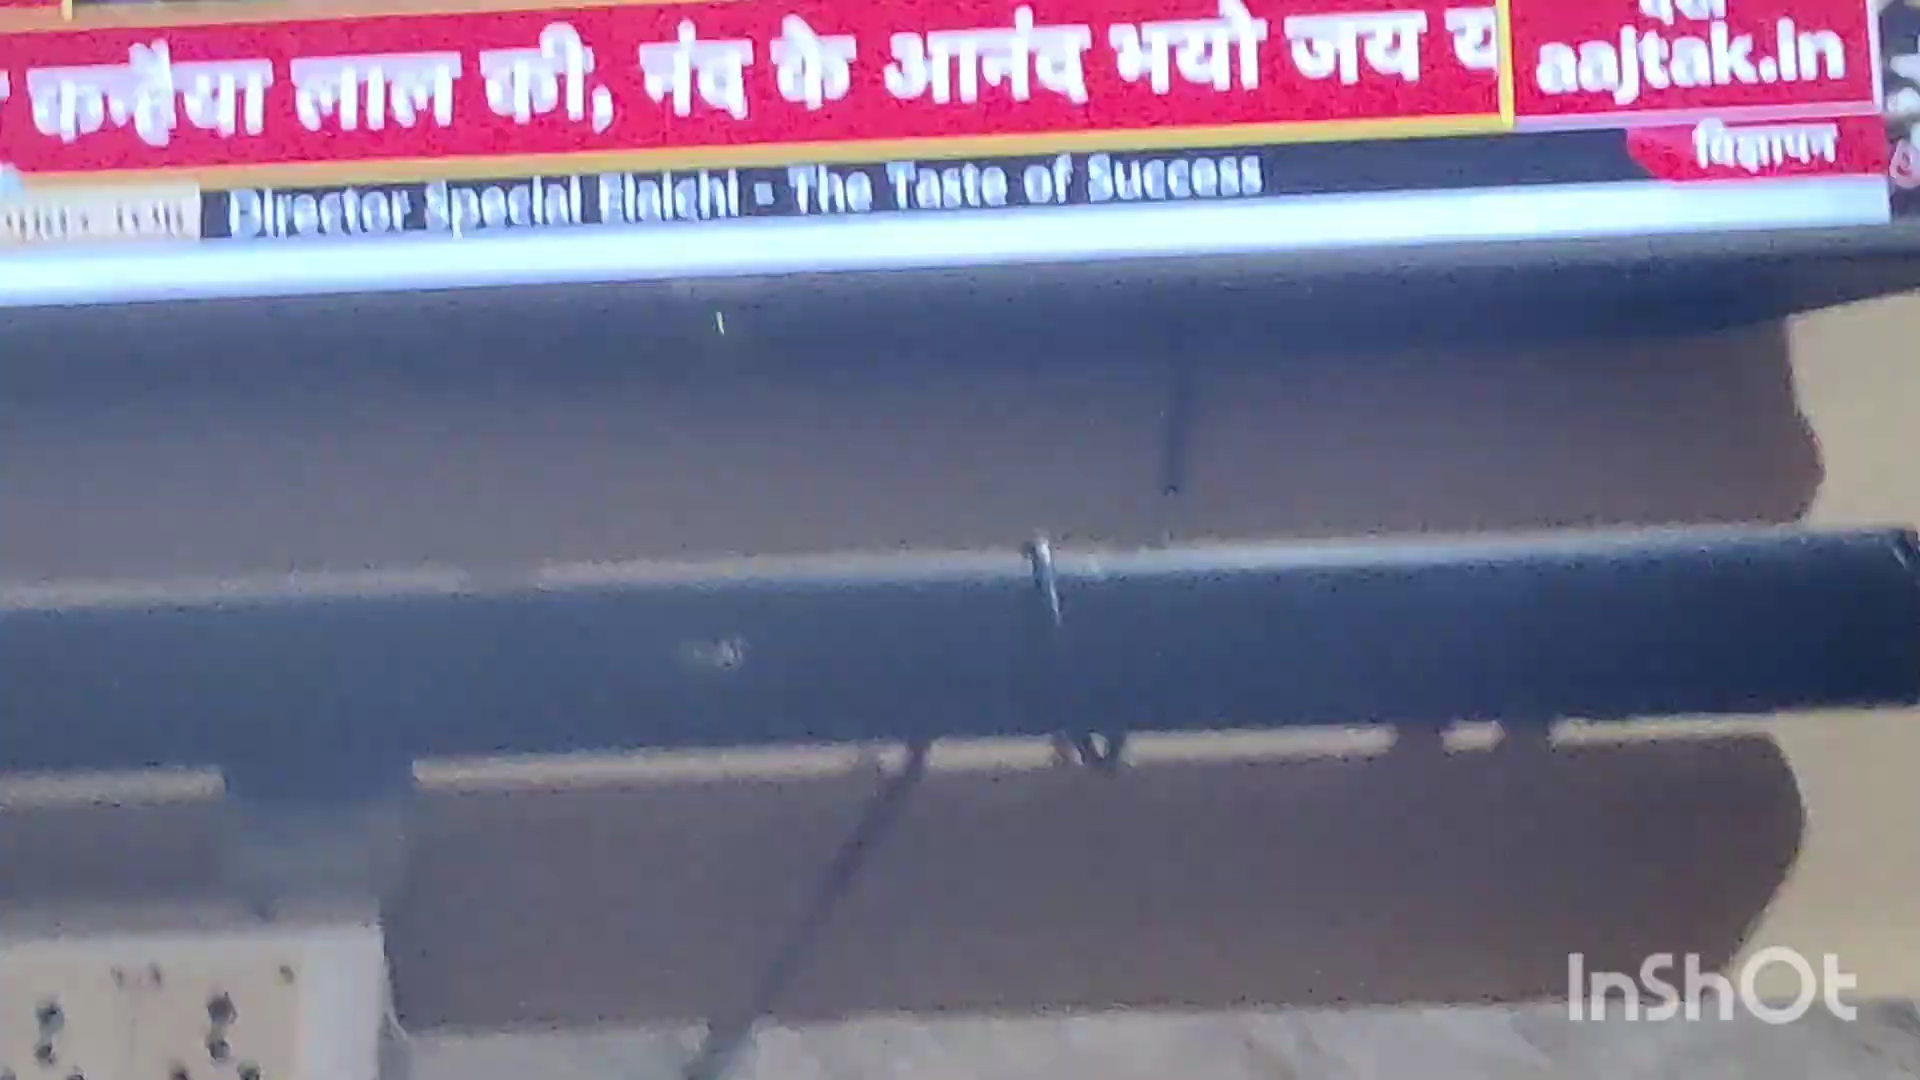 कन्हैया लाल की, नंद के आनंद भयो जय य
aajtak.in
विज्ञापन
Director Special Elaichi - The Taste of Success
InShOt